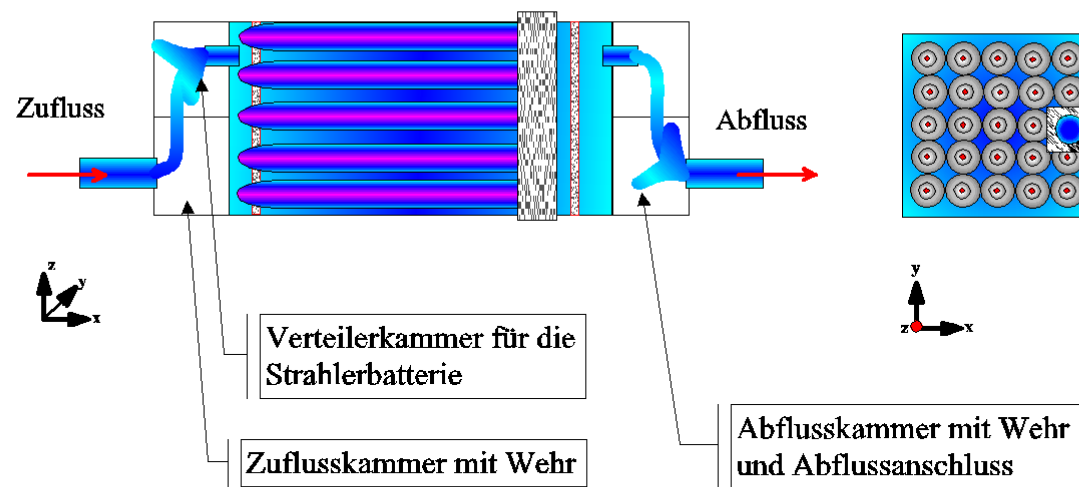 Zufluss
Abfluss
z
y
x
y
z
x
Verteilerkammer für die
Strahlerbatterie
Zuflusskammer mit Wehr
Abflusskammer mit Wehr
und Abflussanschluss